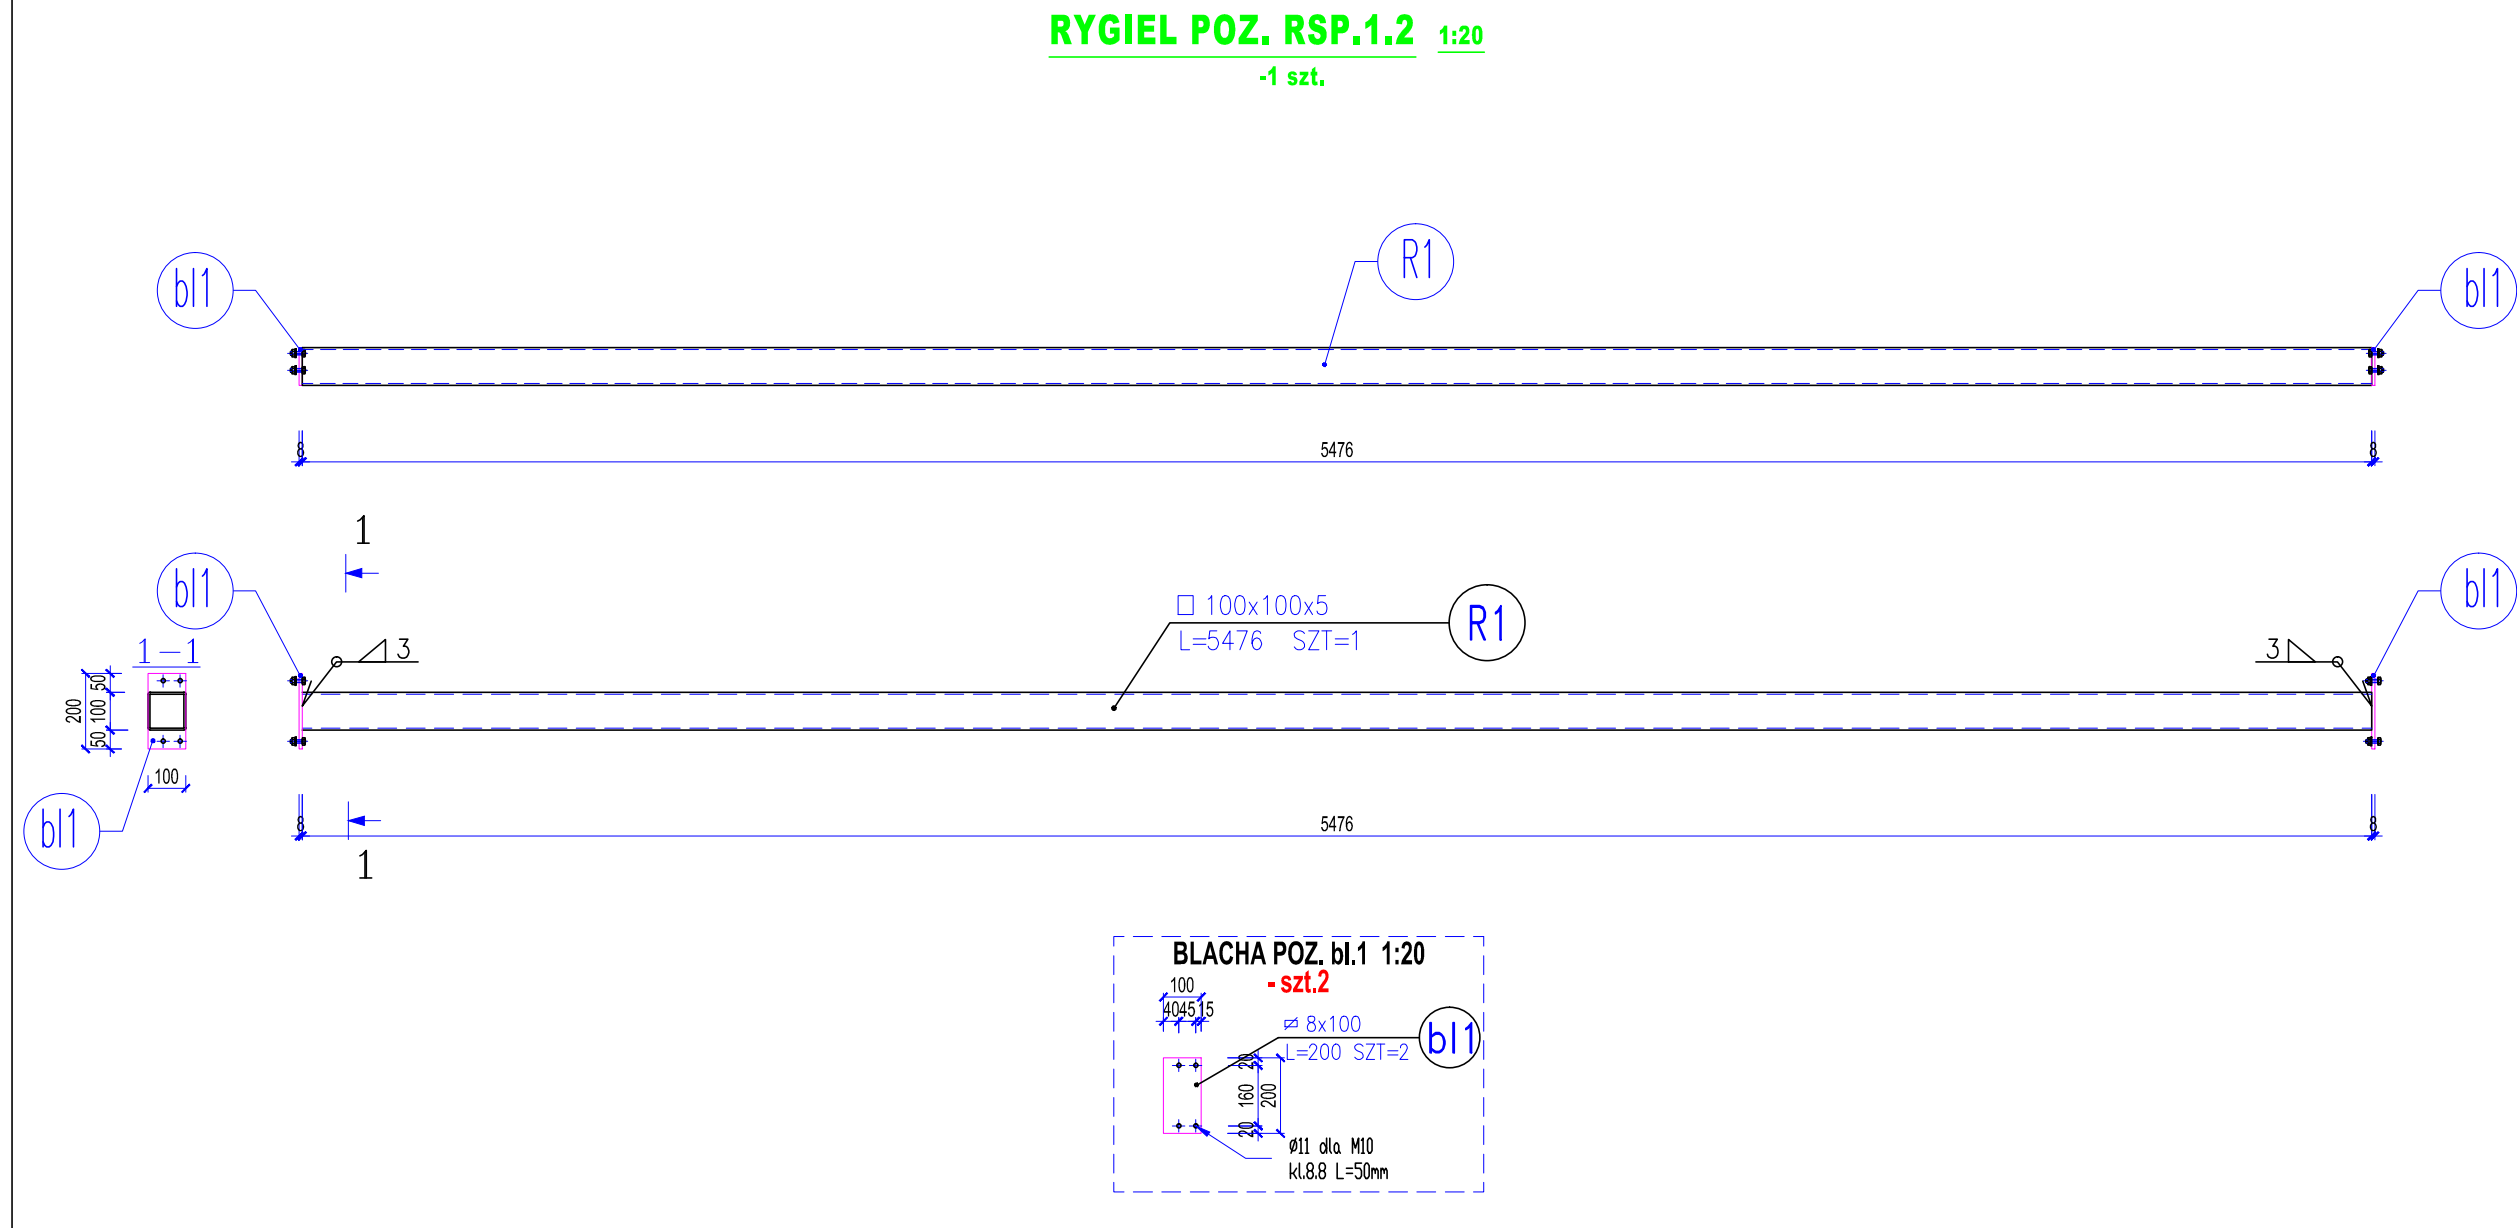 RYGIEL POZ. RSP.1.2 1:20
-1 szt.
bl1
R1
bl1
8
5476
8
1
bl1
bl1
□ 100x100x5
L=5476 SZT=1
R1
1-1
3
3
50
200
100
50
100
bl1
8
5476
8
1
BLACHA POZ. bl.1 1:20
- szt.2
100
40 45 15
8x100
L=200 SZT=2
bl1
20
160
200
20
Ø11 dla M10
kl.8.8 L=50mm